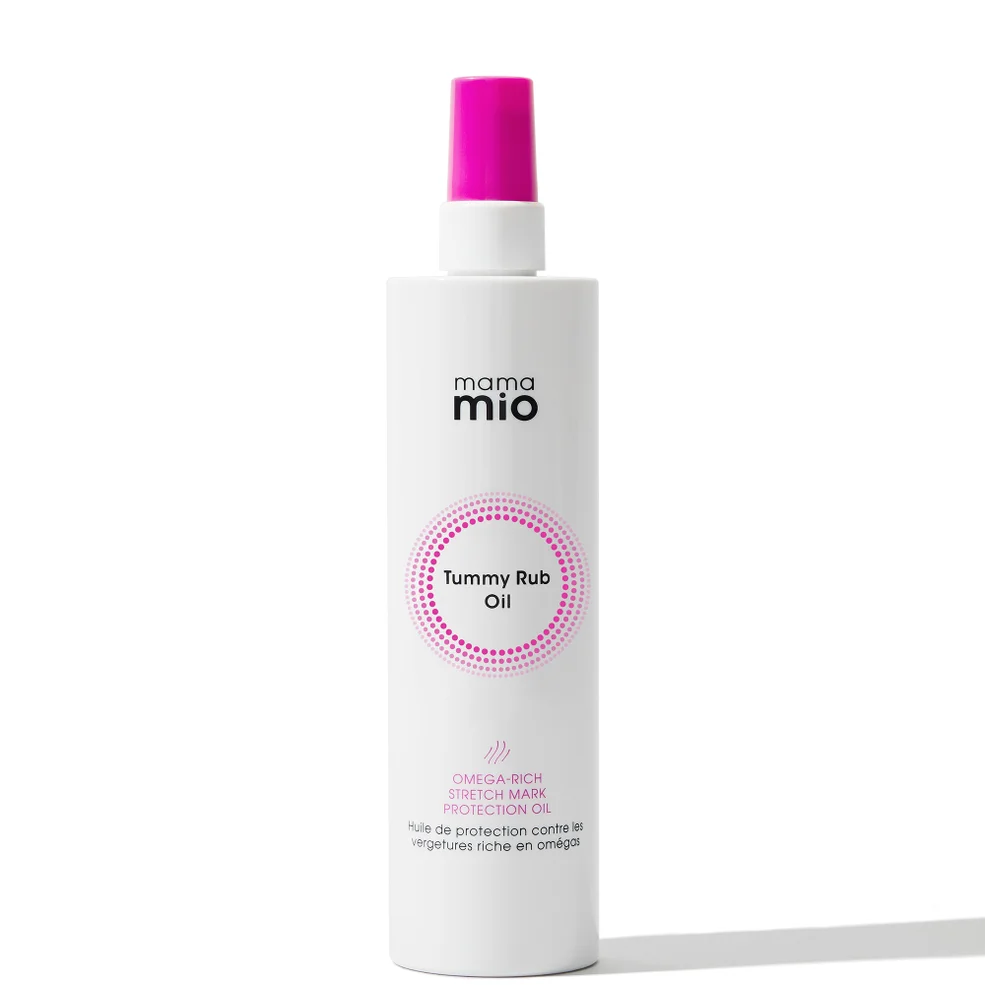 mama
mio
Tummy Rub
Oil
OMEGA-RICH
STRETCH MARK
PROTECTION OIL
Huile de protection contre les
vergetures riche en omégas